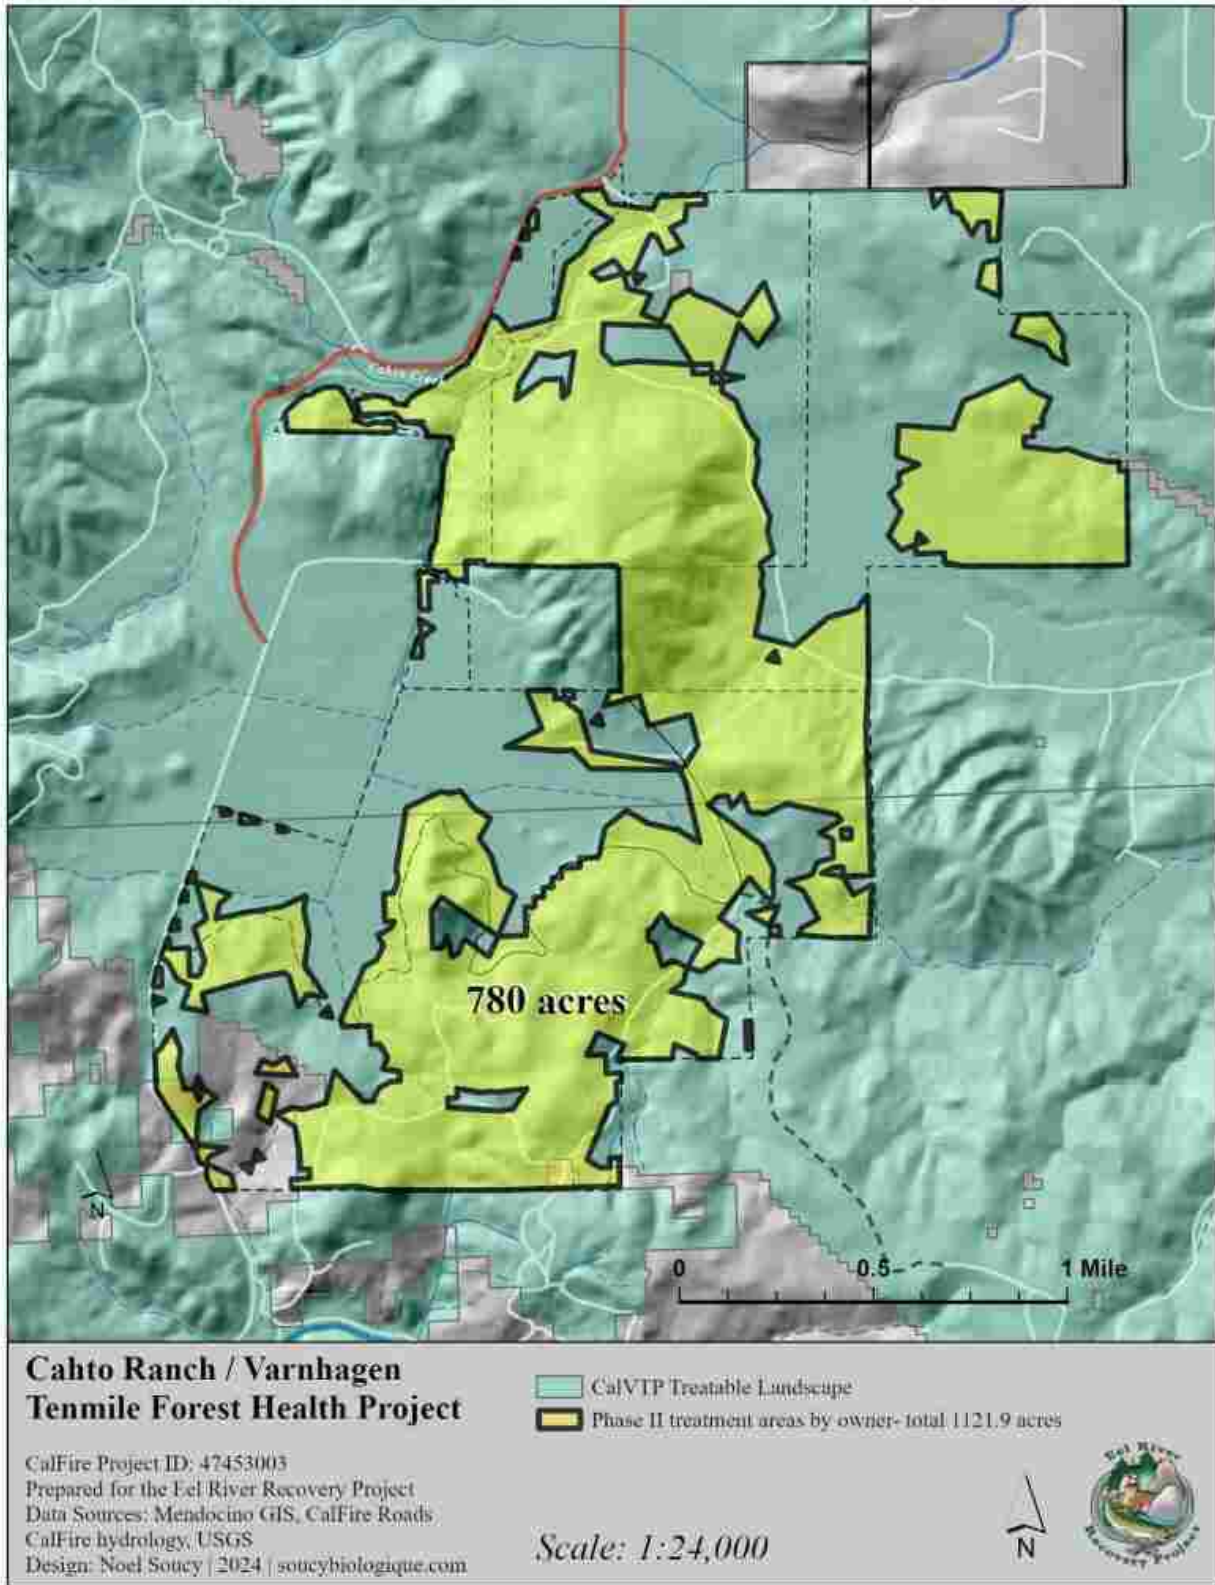 Cahto Creek
780 acres
N
0
0.5
1 Mile
Cahto Ranch / Varnhagen
Tenmile Forest Health Project
CalFire Project ID: 47453003
Prepared for the Eel River Recovery Project
Data Sources: Mendocino GIS, CalFire Roads
CalFire hydrology, USGS
Design: Noel Soucy | 2024 | soucybiologique.com
CalVTP Treatable Landscape
Phase II treatment areas by owner- total 1121.9 acres
Scale: 1:24,000
N
Eel River
Recovery Project